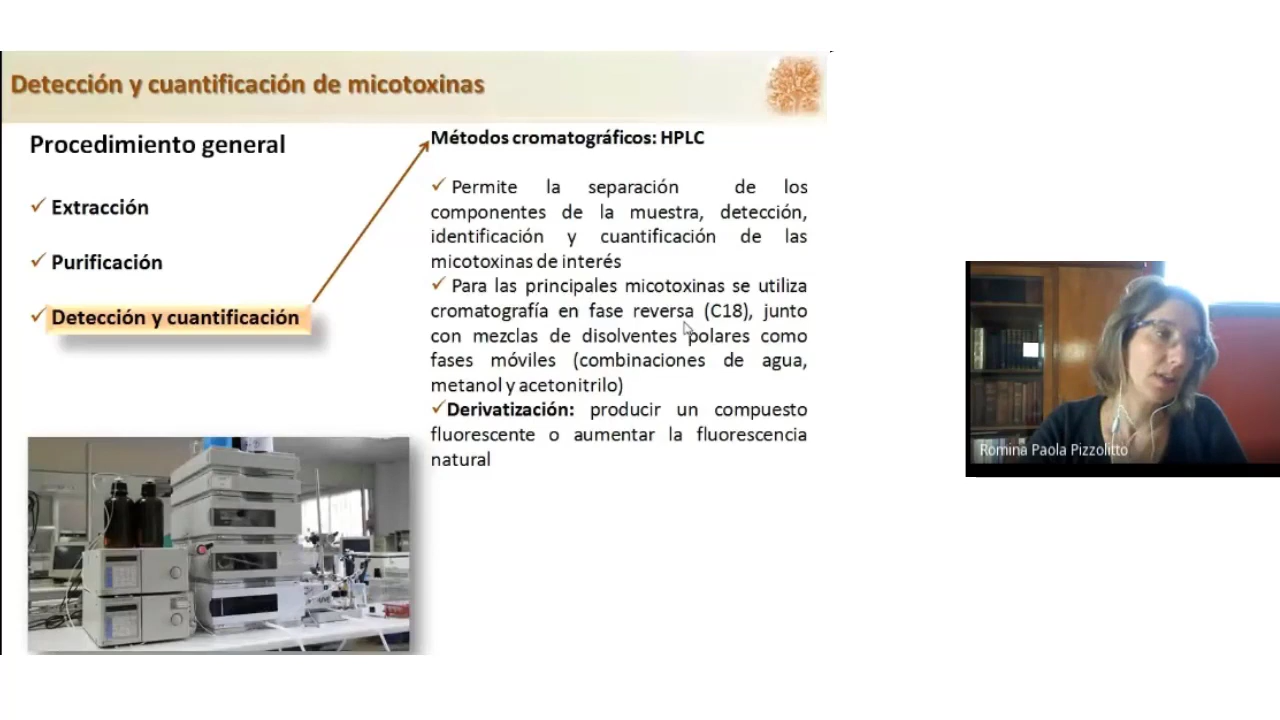 Detección y cuantificación de micotoxinas
Procedimiento general
✓ Extracción
✓ Purificación
✓ Detección y cuantificación
Métodos cromatográficos: HPLC
✓ Permite la separación de los
componentes de la muestra, detección,
identificación y cuantificación de las
micotoxinas de interés
✓ Para las principales micotoxinas se utiliza
cromatografía en fase reversa (C18), junto
con mezclas de disolventes polares como
fases móviles (combinaciones de agua,
metanol y acetonitrilo)
✓Derivatización: producir un compuesto
fluorescente o aumentar la fluorescencia
natural
Romina Paola Pizzolitto